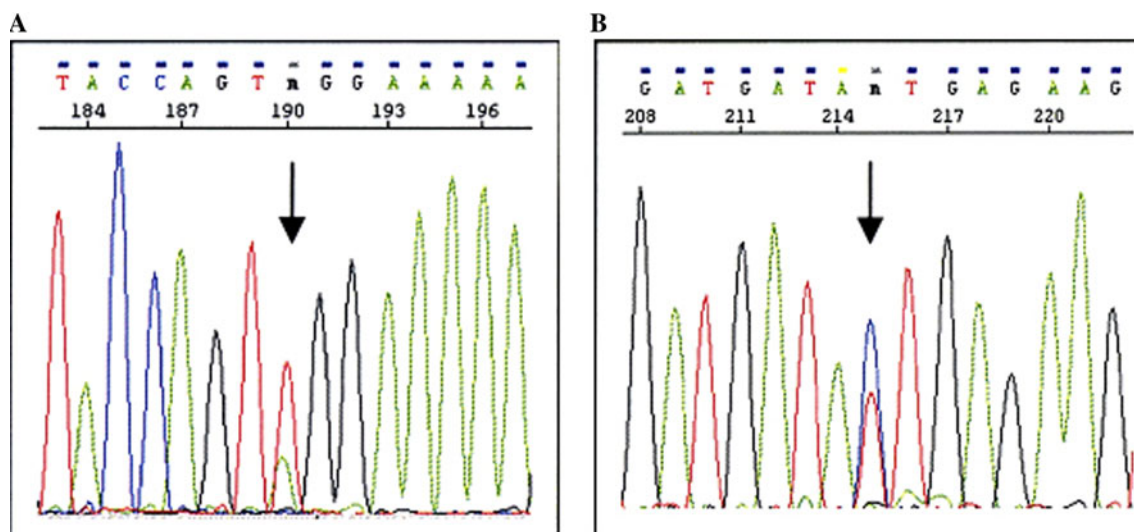 A
T A C C A G T n G G A A A A A
184 187 190 193 196
B
G A T G A T A n T G A G A A G
208 211 214 217 220